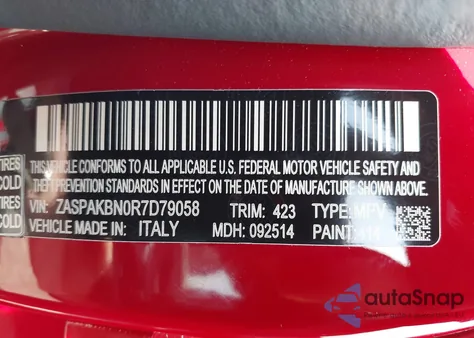 THIS VEHICLE CONFORMS TO ALL APPLICABLE U.S. FEDERAL MOTOR VEHICLE SAFETY AND
TIRES
COLD
THEFT PREVENTION STANDARDS IN EFFECT ON THE DATE OF MANUFACTURE SHOWN ABOVE.
VIN: ZASPAKBN0R7D79058 TRIM: 423 TYPE: MPV
TIRES
COLD
VEHICLE MADE IN: ITALY MDH: 092514 PAINT: 414
autoSnap